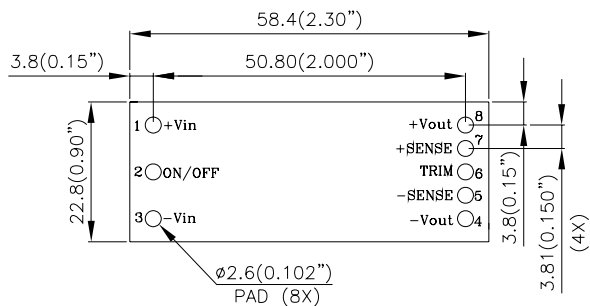 58.4(2.30")
3.8(0.15")
50.80(2.000")
1 +Vin
+Vout 8
+SENSE 7
2 ON/OFF
TRIM 6
-SENSE 5
3 -Vin
-Vout 4
22.8(0.90")
3.8(0.15")
3.81(0.150")
(4X)
ø2.6(0.102")
PAD (8X)